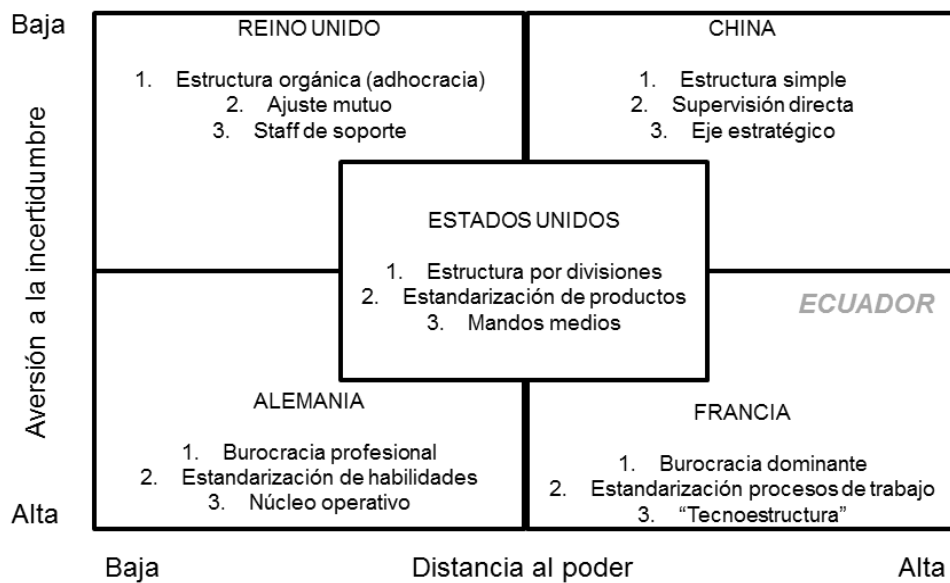 Baja
Aversión a la incertidumbre
Alta
REINO UNIDO
1. Estructura orgánica (adhocracia)
2. Ajuste mutuo
3. Staff de soporte
CHINA
1. Estructura simple
2. Supervisión directa
3. Eje estratégico
ESTADOS UNIDOS
1. Estructura por divisiones
2. Estandarización de productos
3. Mandos medios
ECUADOR
ALEMANIA
1. Burocracia profesional
2. Estandarización de habilidades
3. Núcleo operativo
FRANCIA
1. Burocracia dominante
2. Estandarización procesos de trabajo
3. “Tecnoestructura”
Baja
Distancia al poder
Alta